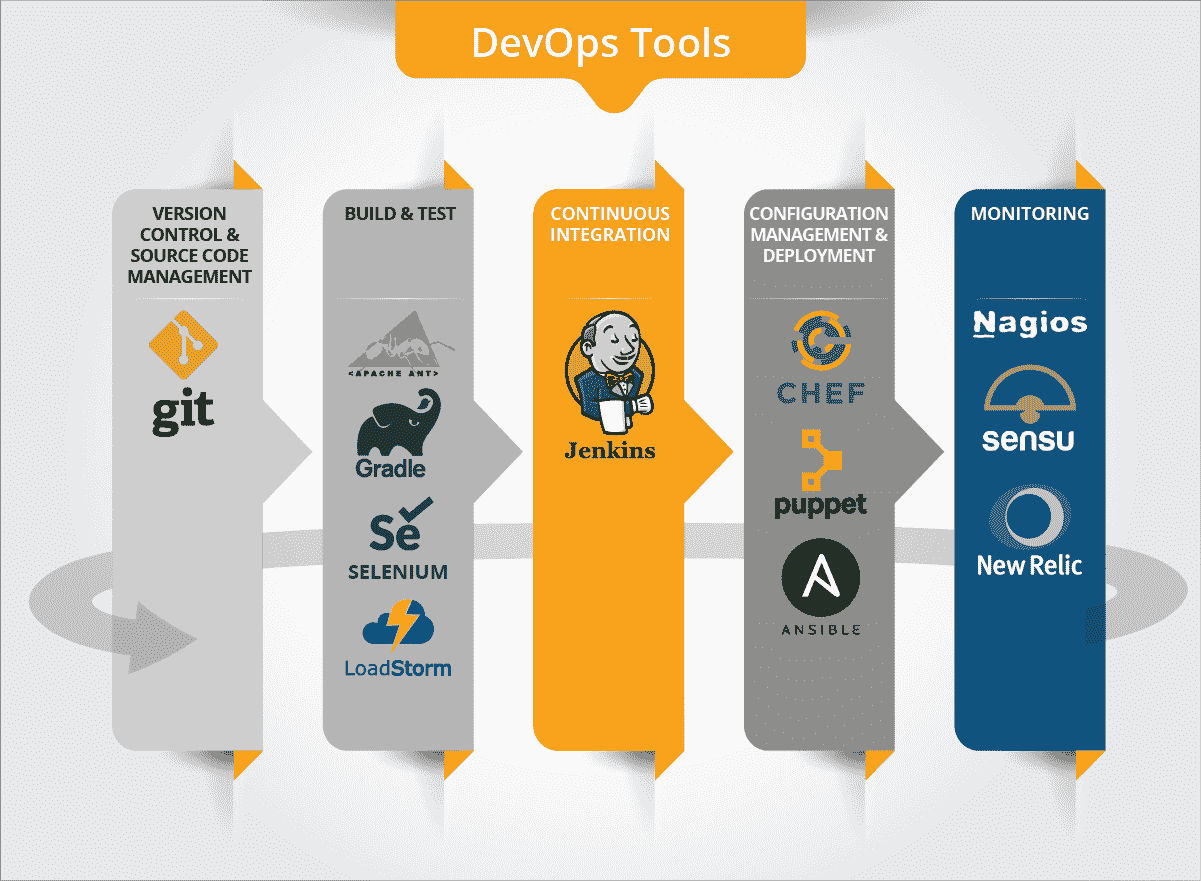 DevOps Tools
VERSION
CONTROL &
SOURCE CODE
MANAGEMENT
git
BUILD & TEST
<APACHE ANT>
Gradle
Se
SELENIUM
LoadStorm
CONTINUOUS
INTEGRATION
Jenkins
CONFIGURATION
MANAGEMENT &
DEPLOYMENT
CHEF
puppet
A
ANSIBLE
MONITORING
Nagios
sensu
New Relic